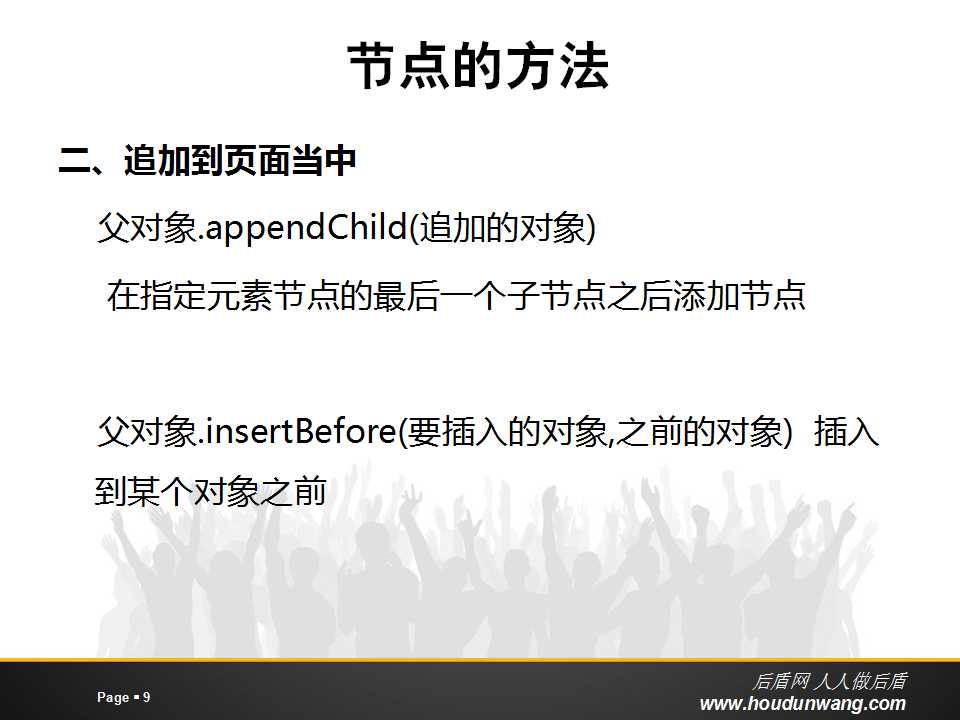 节点的方法
二、追加到页面当中
父对象.appendChild(追加的对象)
在指定元素节点的最后一个子节点之后添加节点
父对象.insertBefore(要插入的对象,之前的对象) 插入
到某个对象之前
Page ▪ 9
后盾网 人人做后盾
www.houdunwang.com